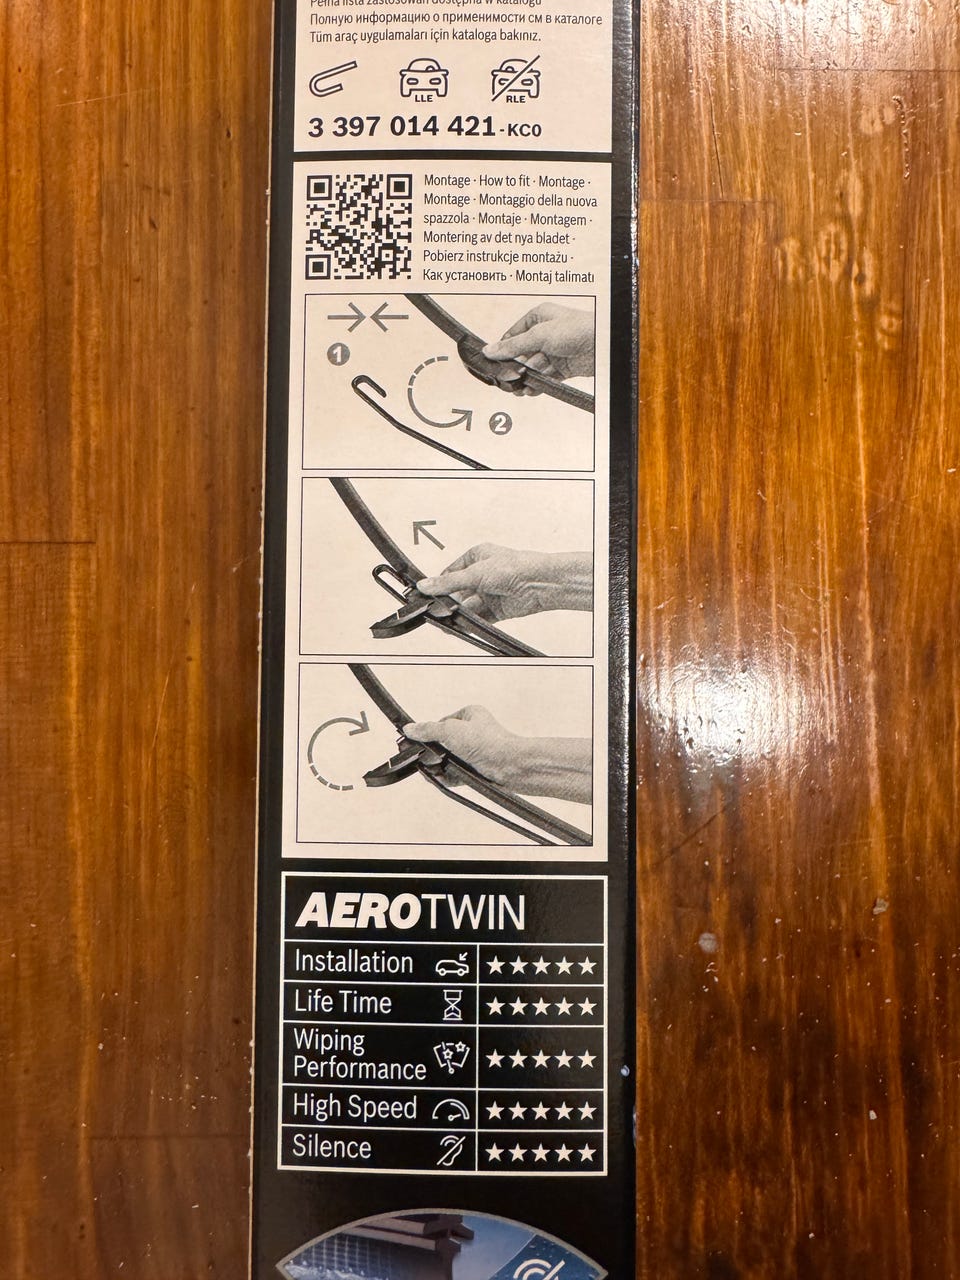 Pełna lista zastosowań dostępna w katalogu
Полную информацию о применимости см в каталоге
Tüm araç uygulamaları için kataloga bakınız.
LLE
RLE
3 397 014 421-KC0
Montage · How to fit · Montage ·
Montage · Montaggio della nuova
spazzola · Montaje · Montagem ·
Montering av det nya bladet ·
Pobierz instrukcje montażu ·
Как установить · Montaj talimatı
1
2
AEROTWIN
Installation ★★★★★
Life Time ★★★★★
Wiping
Performance ★★★★★
High Speed ★★★★★
Silence ★★★★★